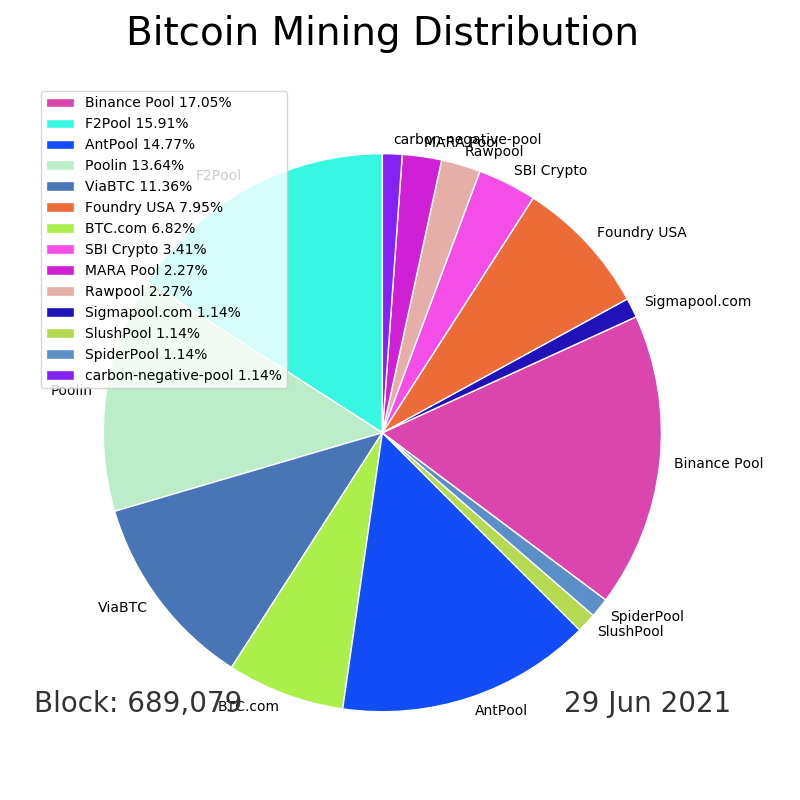 Bitcoin Mining Distribution
Binance Pool 17.05%
F2Pool 15.91%
AntPool 14.77%
Poolin 13.64%
ViaBTC 11.36%
Foundry USA 7.95%
BTC.com 6.82%
SBI Crypto 3.41%
MARA Pool 2.27%
Rawpool 2.27%
Sigmapool.com 1.14%
SlushPool 1.14%
SpiderPool 1.14%
carbon-negative-pool 1.14%
carbon-negative-pool
MARA Pool
Rawpool
SBI Crypto
F2Pool
Foundry USA
Sigmapool.com
Poolin
Binance Pool
ViaBTC
SpiderPool
SlushPool
BTC.com
AntPool
Block: 689,079
29 Jun 2021